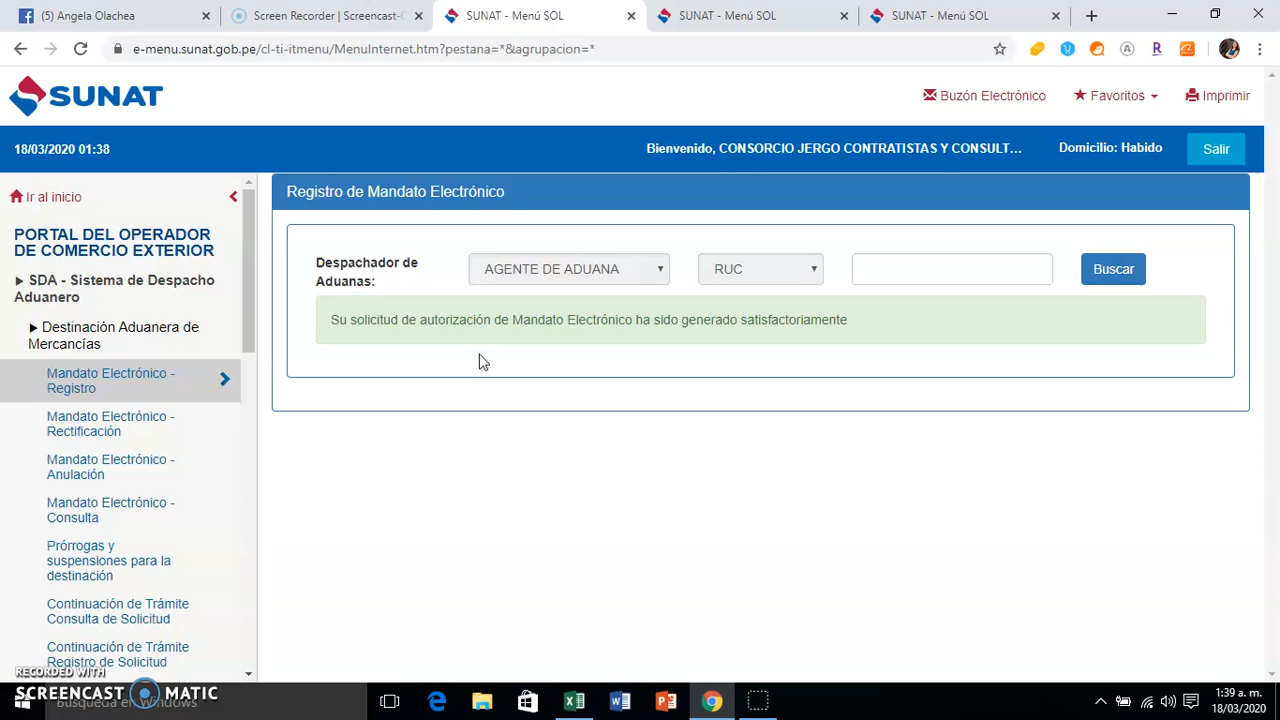 (5) Angela Olachea
Screen Recorder | Screencast-O
SUNAT - Menú SOL
SUNAT - Menú SOL
SUNAT - Menú SOL
e-menu.sunat.gob.pe/cl-ti-itmenu/MenuInternet.htm?pestana=*&agrupacion=*
SUNAT
Buzón Electrónico
Favoritos
Imprimir
18/03/2020 01:38
Bienvenido, CONSORCIO JERGO CONTRATISTAS Y CONSULT...
Domicilio: Habido
Salir
Ir al inicio
PORTAL DEL OPERADOR
DE COMERCIO EXTERIOR
SDA - Sistema de Despacho
Aduanero
Destinación Aduanera de
Mercancías
Mandato Electrónico -
Registro
Mandato Electrónico -
Rectificación
Mandato Electrónico -
Anulación
Mandato Electrónico -
Consulta
Prórrogas y
suspensiones para la
destinación
Continuación de Trámite
Consulta de Solicitud
Continuación de Trámite
Registro de Solicitud
Registro de Mandato Electrónico
Despachador de
Aduanas:
AGENTE DE ADUANA
RUC
Buscar
Su solicitud de autorización de Mandato Electrónico ha sido generado satisfactoriamente
RECORDED WITH
SCREENCAST MATIC
Búsqueda en Windows
1:39 a. m.
18/03/2020